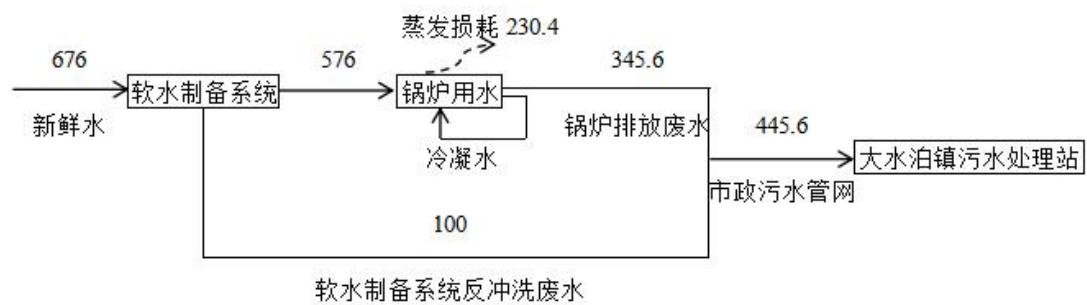 蒸发损耗 230.4
676
576
345.6
软水制备系统
锅炉用水
新鲜水
锅炉排放废水
445.6
冷凝水
大水泊镇污水处理站
市政污水管网
100
软水制备系统反冲洗废水